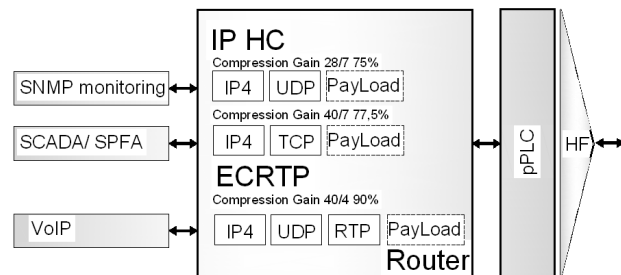 IP HC
Compression Gain 28/7 75%
SNMP monitoring
IP4 UDP PayLoad
Compression Gain 40/7 77,5%
SCADA/ SPFA
IP4 TCP PayLoad
pPLC
HF
ECRTP
Compression Gain 40/4 90%
VoIP
IP4 UDP RTP PayLoad
Router